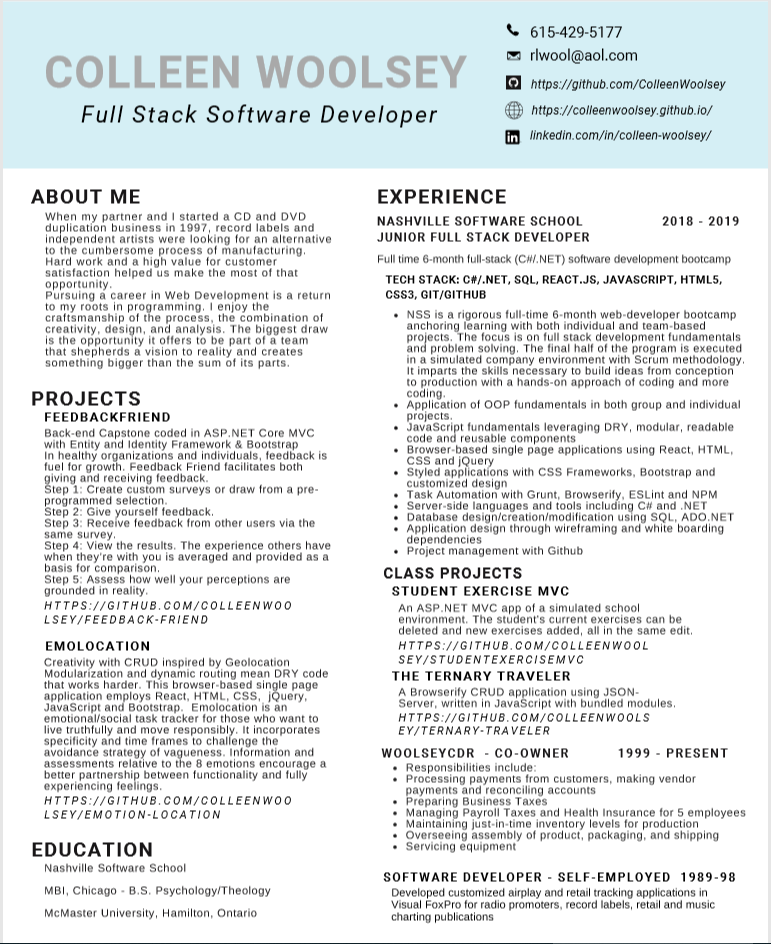 COLLEEN WOOLSEY
Full Stack Software Developer
615-429-5177
rlwool@aol.com
https://github.com/ColleenWoolsey
https://colleenwoolsey.github.io/
linkedin.com/in/colleen-woolsey/
ABOUT ME
When my partner and I started a CD and DVD
duplication business in 1997, record labels and
independent artists were looking for an alternative
to the cumbersome process of manufacturing.
Hard work and a high value for customer
satisfaction helped us make the most of that
opportunity.
Pursuing a career in Web Development is a return
to my roots in programming. I enjoy the
craftsmanship of the process, the combination of
creativity, design, and analysis. The biggest draw
is the opportunity it offers to be part of a team
that shepherds a vision to reality and creates
something bigger than the sum of its parts.
PROJECTS
FEEDBACKFRIEND
Back-end Capstone coded in ASP.NET Core MVC
with Entity and Identity Framework & Bootstrap
In healthy organizations and individuals, feedback is
fuel for growth. Feedback Friend facilitates both
giving and receiving feedback.
Step 1: Create custom surveys or draw from a pre-
programmed selection.
Step 2: Give yourself feedback.
Step 3: Receive feedback from other users via the
same survey.
Step 4: View the results. The experience others have
when they're with you is averaged and provided as a
basis for comparison.
Step 5: Assess how well your perceptions are
grounded in reality.
HTTPS://GITHUB.COM/COLLEENWOO
LSEY/FEEDBACK-FRIEND
EMOLOCATION
Creativity with CRUD inspired by Geolocation
Modularization and dynamic routing mean DRY code
that works harder. This browser-based single page
application employs React, HTML, CSS, jQuery,
JavaScript and Bootstrap. Emolocation is an
emotional/social task tracker for those who want to
live truthfully and move responsibly. It incorporates
specificity and time frames to challenge the
avoidance strategy of vagueness. Information and
assessments relative to the 8 emotions encourage a
better partnership between functionality and fully
experiencing feelings.
HTTPS://GITHUB.COM/COLLEENWOO
LSEY/EMOTION-LOCATION
EDUCATION
Nashville Software School
MBI, Chicago - B.S. Psychology/Theology
McMaster University, Hamilton, Ontario
EXPERIENCE
NASHVILLE SOFTWARE SCHOOL 2018 - 2019
JUNIOR FULL STACK DEVELOPER
Full time 6-month full-stack (C#/.NET) software development bootcamp
TECH STACK: C#/.NET, SQL, REACT.JS, JAVASCRIPT, HTML5,
CSS3, GIT/GITHUB
• NSS is a rigorous full-time 6-month web-developer bootcamp
anchoring learning with both individual and team-based
projects. The focus is on full stack development fundamentals
and problem solving. The final half of the program is executed
in a simulated company environment with Scrum methodology.
It imparts the skills necessary to build ideas from conception
to production with a hands-on approach of coding and more
coding.
• Application of OOP fundamentals in both group and individual
projects.
• JavaScript fundamentals leveraging DRY, modular, readable
code and reusable components
• Browser-based single page applications using React, HTML,
CSS and jQuery
• Styled applications with CSS Frameworks, Bootstrap and
customized design
• Task Automation with Grunt, Browserify, ESLint and NPM
• Server-side languages and tools including C# and .NET
• Database design/creation/modification using SQL, ADO.NET
• Application design through wireframing and white boarding
dependencies
• Project management with Github
CLASS PROJECTS
STUDENT EXERCISE MVC
An ASP.NET MVC app of a simulated school
environment. The student's current exercises can be
deleted and new exercises added, all in the same edit.
HTTPS://GITHUB.COM/COLLEENWOOL
SEY/STUDENTEXERCISEMVC
THE TERNARY TRAVELER
A Browserify CRUD application using JSON-
Server, written in JavaScript with bundled modules.
HTTPS://GITHUB.COM/COLLEENWOOLS
EY/TERNARY-TRAVELER
WOOLSEYCDR - CO-OWNER 1999 - PRESENT
• Responsibilities include:
• Processing payments from customers, making vendor
payments and reconciling accounts
• Preparing Business Taxes
• Managing Payroll Taxes and Health Insurance for 5 employees
• Maintaining just-in-time inventory levels for production
• Overseeing assembly of product, packaging, and shipping
• Servicing equipment
SOFTWARE DEVELOPER - SELF-EMPLOYED 1989-98
Developed customized airplay and retail tracking applications in
Visual FoxPro for radio promoters, record labels, retail and music
charting publications